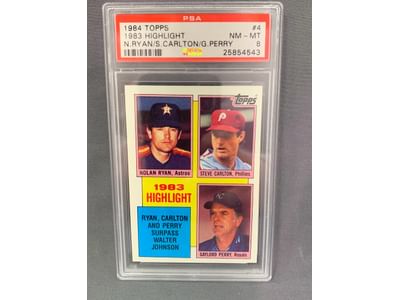 PSA
1984 TOPPS #4
1983 HIGHLIGHT NM - MT
N.RYAN/S.CARLTON/G.PERRY 8
25854543
Topps
P
NOLAN RYAN, Astros
STEVE CARLTON, Phillies
1983
HIGHLIGHT
RYAN, CARLTON
AND PERRY
SURPASS
WALTER
JOHNSON
GAYLORD PERRY, Royals